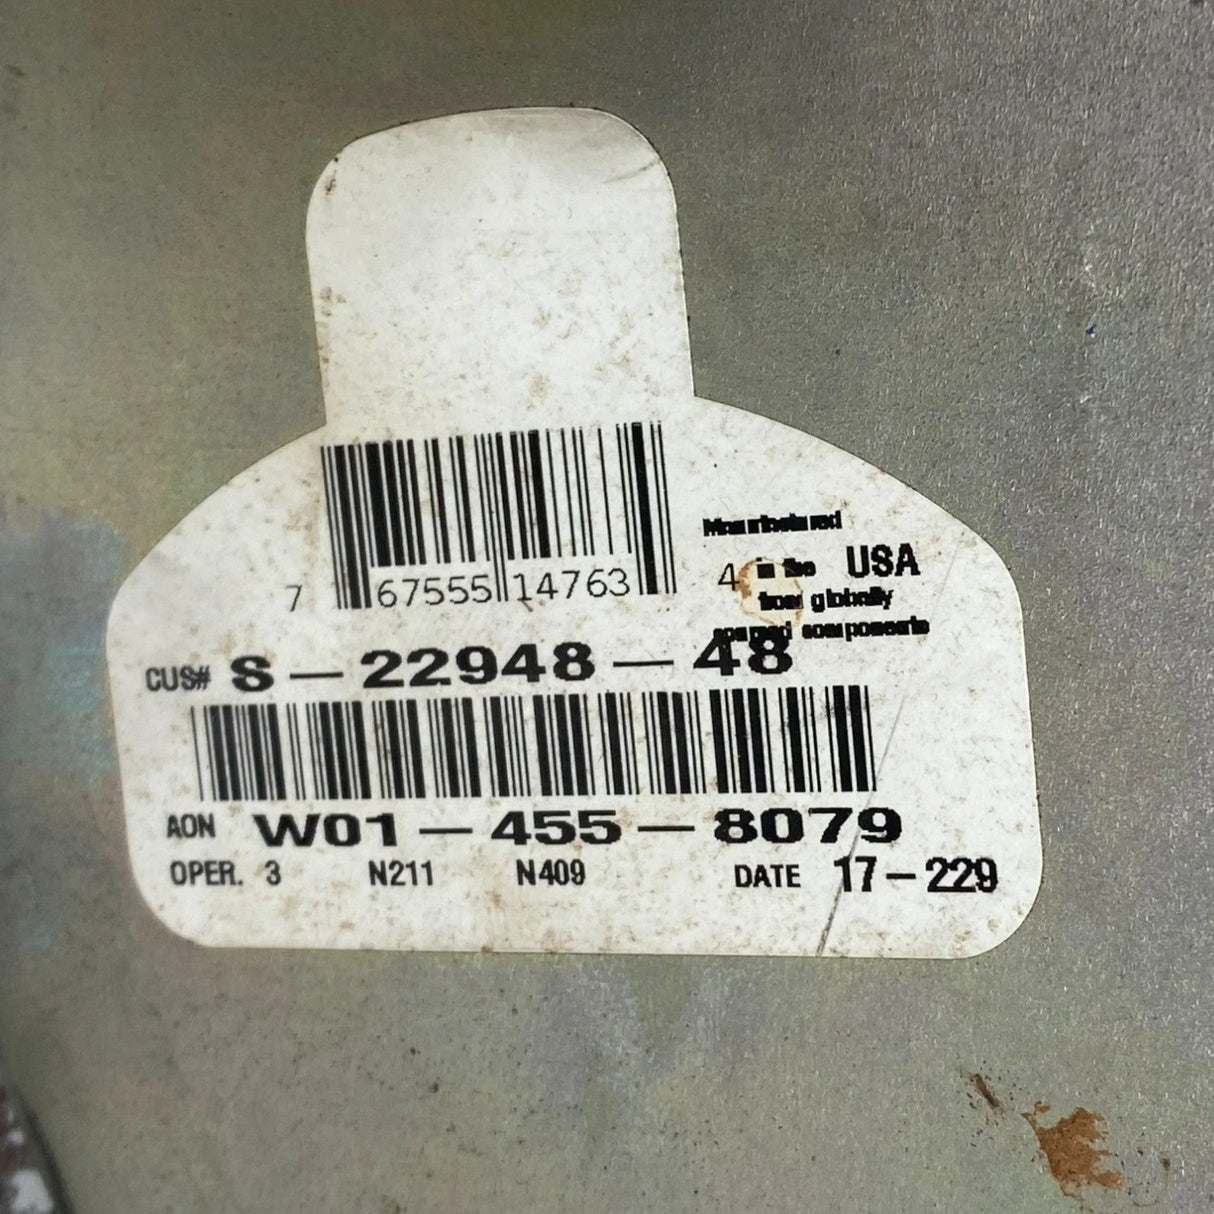 7 67555 14763 4
Manufactured
in the USA
from globally
sourced components
CUS# S-22948-48
AON W01-455-8079
OPER. 3 N211 N409 DATE 17-229